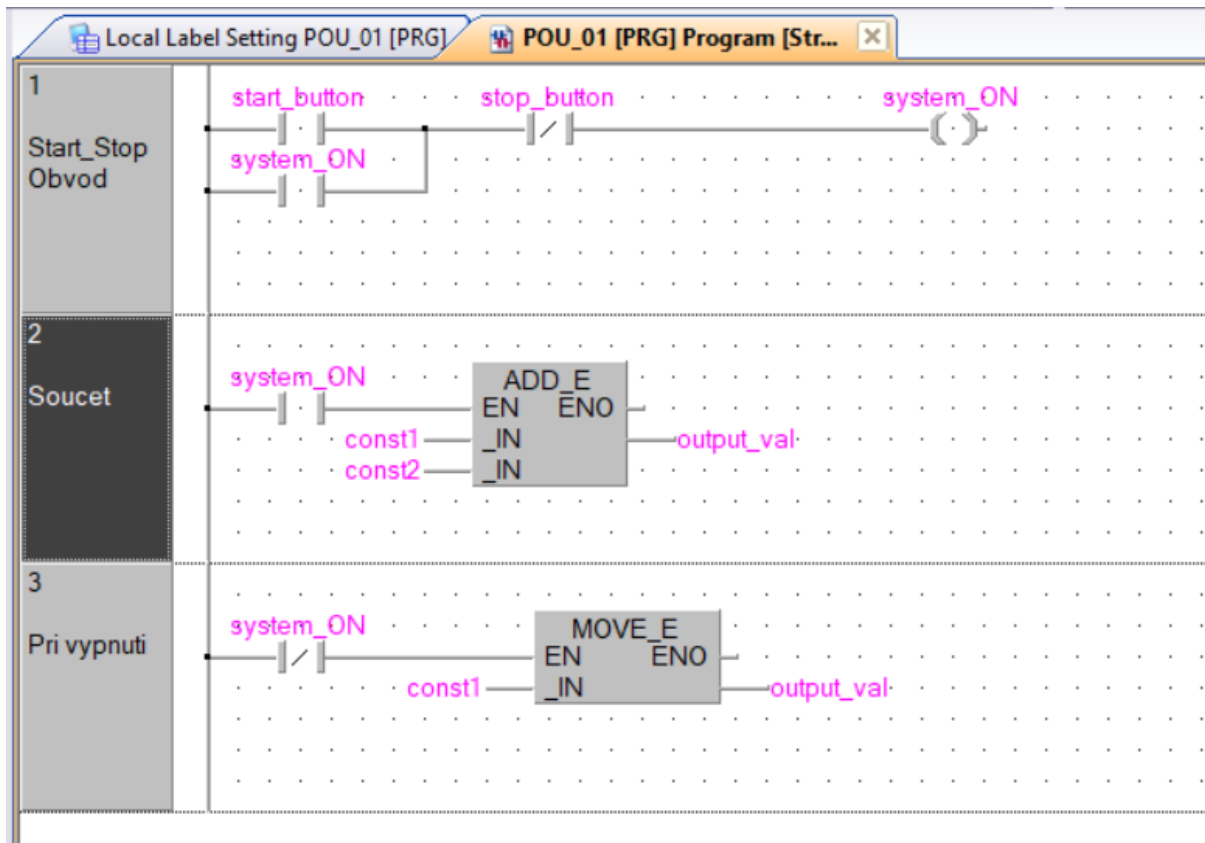 Local Label Setting POU_01 [PRG] POU_01 [PRG] Program [Str...
1
Start_Stop
Obvod
start_button stop_button system_ON
system_ON
2
Soucet
system_ON
ADD_E
EN ENO
const1 _IN output_val
const2 _IN
3
Pri vypnuti
system_ON
MOVE_E
EN ENO
const1 _IN output_val